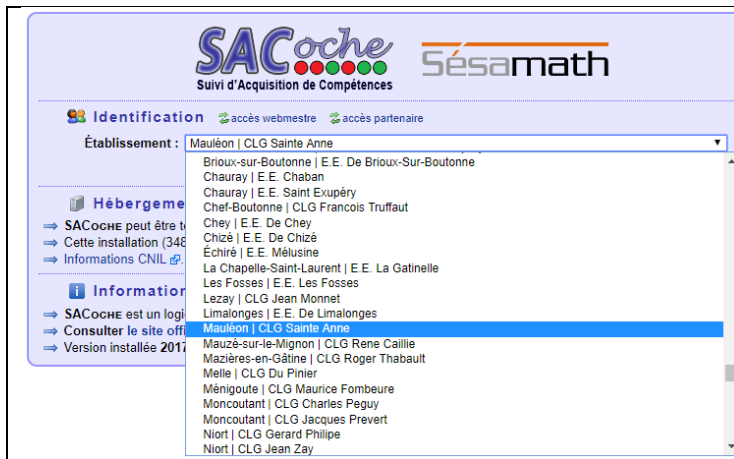 SACoche
Suivi d'Acquisition de Compétences
Sésamath
Identification accès webmestre accès partenaire
Établissement : Mauléon | CLG Sainte Anne
Brioux-sur-Boutonne | E.E. De Brioux-Sur-Boutonne
Chauray | E.E. Chaban
Chauray | E.E. Saint Exupéry
Chef-Boutonne | CLG Francois Truffaut
Chey | E.E. De Chey
Chizé | E.E. De Chizé
Échiré | E.E. Mélusine
La Chapelle-Saint-Laurent | E.E. La Gatinelle
Les Fosses | E.E. Les Fosses
Lezay | CLG Jean Monnet
Limalonges | E.E. De Limalonges
Mauléon | CLG Sainte Anne
Mauzé-sur-le-Mignon | CLG Rene Caillie
Mazières-en-Gâtine | CLG Roger Thabault
Melle | CLG Du Pinier
Ménigoute | CLG Maurice Fombeure
Moncoutant | CLG Charles Peguy
Moncoutant | CLG Jacques Prevert
Niort | CLG Gerard Philipe
Niort | CLG Jean Zay
Hébergeme
SACoche peut être t
Cette installation (348
Informations CNIL
Information
SACoche est un logi
Consulter le site offi
Version installée 2017